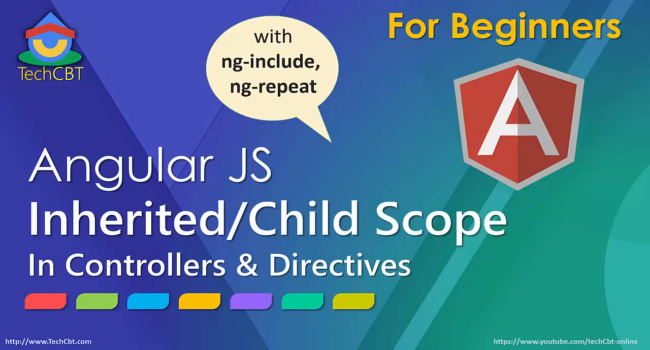 TechCBT
with
ng-include,
ng-repeat
For Beginners
A
Angular JS
Inherited/Child Scope
In Controllers & Directives
http://www.TechCbt.com
https://www.youtube.com/techCbt-online